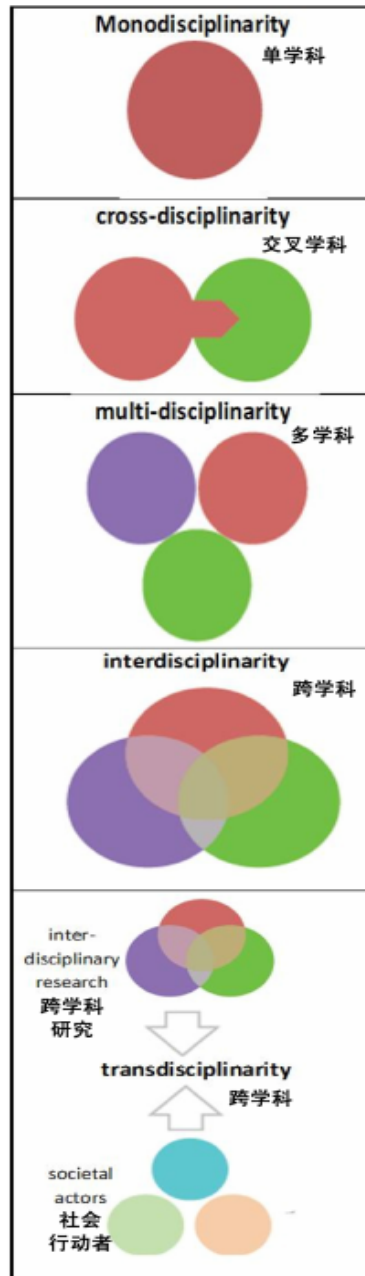 Monodisciplinarity
单学科
cross-disciplinarity
交叉学科
multi-disciplinarity
多学科
interdisciplinarity
跨学科
inter-
disciplinary
research
跨学科
研究
transdisciplinarity
跨学科
societal
actors
社会
行动者